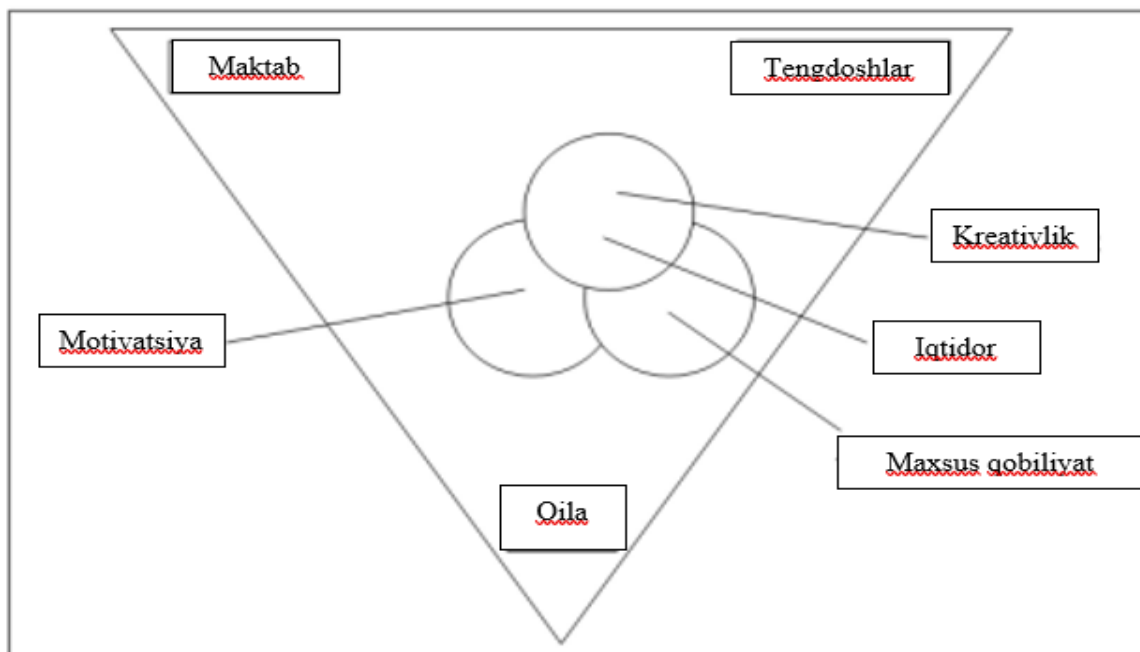 Maktab
Tengdoshlar
Kreativlik
Motivatsiya
Iqtidor
Maxsus qobiliyat
Oila